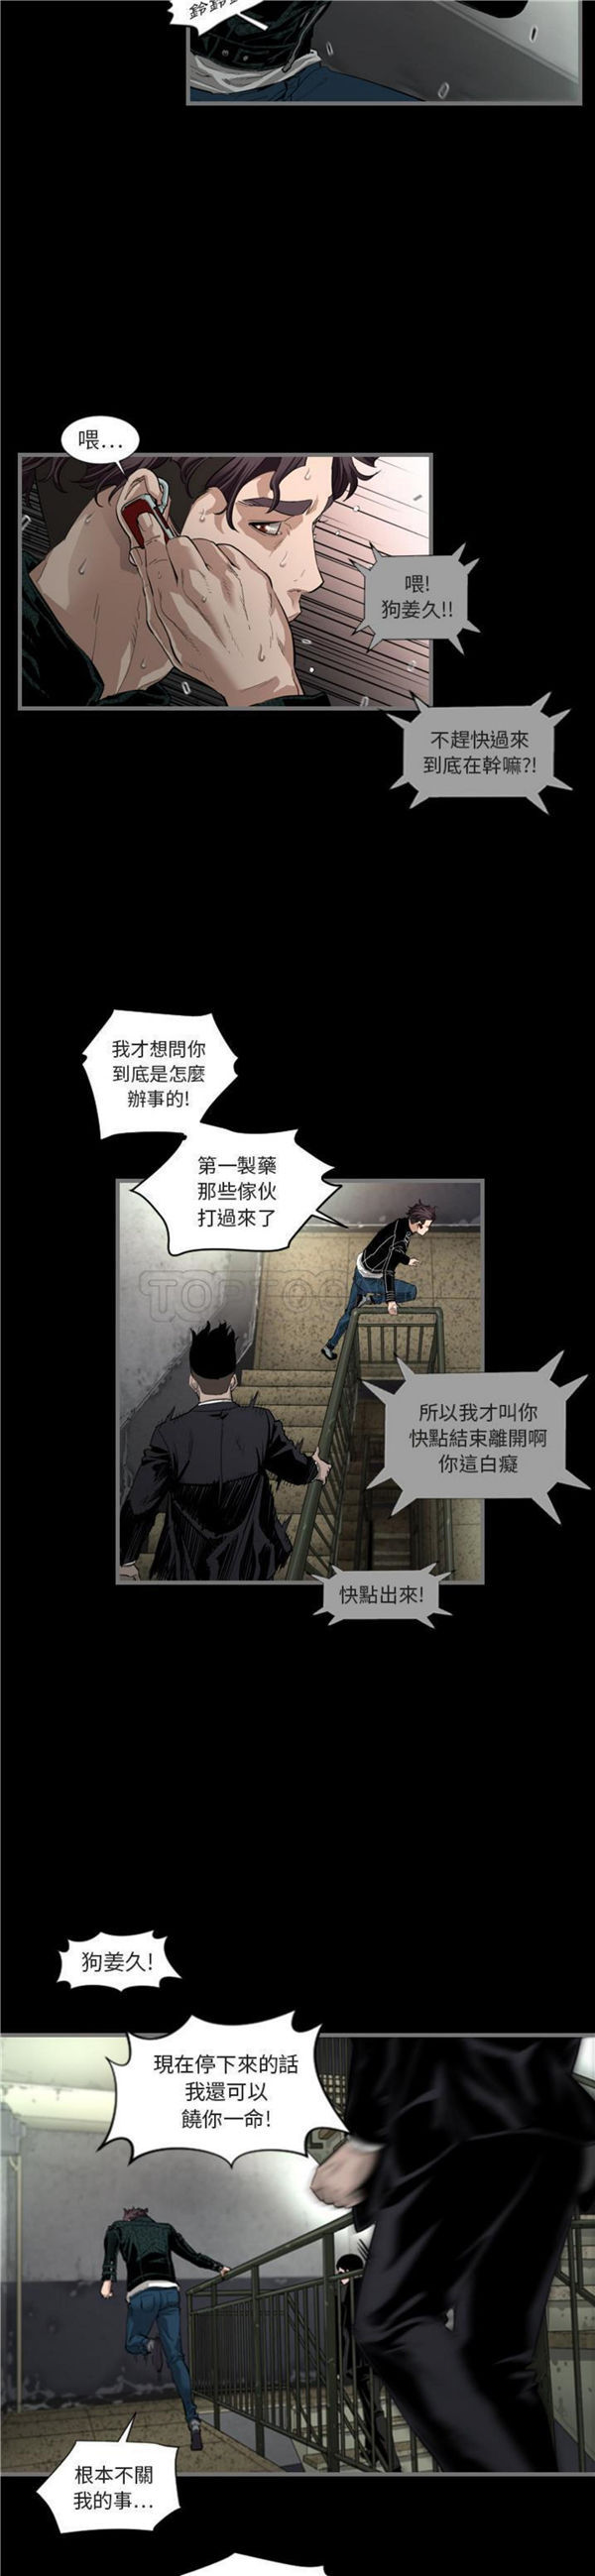 鈴鈴
喂...
喂!
狗姜久!!
不趕快過來
到底在幹嘛?!
我才想問你
到底是怎麼
辦事的!
第一製藥
那些傢伙
打過來了
所以我才叫你
快點結束離開啊
你這白癡
快點出來!
狗姜久!
現在停下來的話
我還可以
饒你一命!
根本不關
我的事...